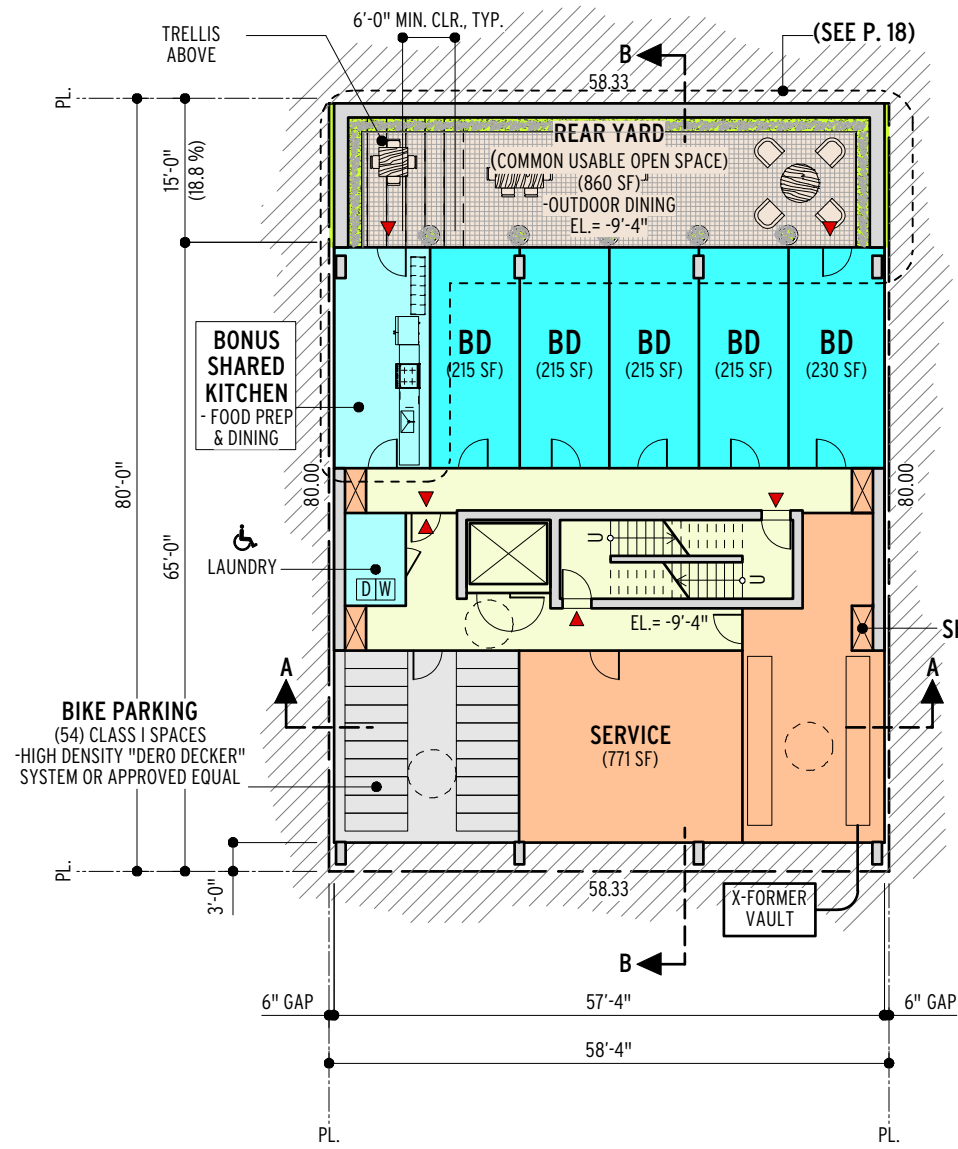 6'-0" MIN. CLR., TYP.
TRELLIS
ABOVE
(SEE P. 18)
B
58.33
PL.
15'-0"
(18.8 %)
REAR YARD
(COMMON USABLE OPEN SPACE)
(860 SF)
-OUTDOOR DINING
EL.= -9'-4"
BONUS
SHARED
KITCHEN
- FOOD PREP
& DINING
BD
(215 SF)
BD
(215 SF)
BD
(215 SF)
BD
(215 SF)
BD
(230 SF)
80'-0"
65'-0"
80.00
80.00
LAUNDRY
D W
U
U
EL.= -9'-4"
SE
A
A
BIKE PARKING
(54) CLASS I SPACES
-HIGH DENSITY "DERO DECKER"
SYSTEM OR APPROVED EQUAL
SERVICE
(771 SF)
PL.
3'-0"
58.33
X-FORMER
VAULT
B
6" GAP
57'-4"
6" GAP
58'-4"
PL.
PL.